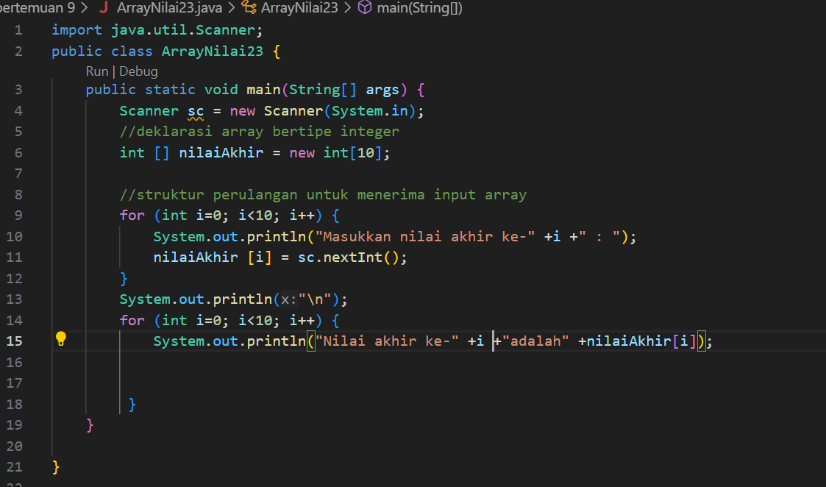 ertemuan 9 > J ArrayNilai23.java > ArrayNilai23 > main(String[])
1 import java.util.Scanner;
2 public class ArrayNilai23 {
Run | Debug
3 public static void main(String[] args) {
4 Scanner sc = new Scanner(System.in);
5 //deklarasi array bertipe integer
6 int [] nilaiAkhir = new int[10];
7
8 //struktur perulangan untuk menerima input array
9 for (int i=0; i<10; i++) {
10 System.out.println("Masukkan nilai akhir ke-" +i +" : ");
11 nilaiAkhir [i] = sc.nextInt();
12 }
13 System.out.println(x:"\n");
14 for (int i=0; i<10; i++) {
15 System.out.println("Nilai akhir ke-" +i +"adalah" +nilaiAkhir[i]);
16
17
18 }
19 }
20
21 }